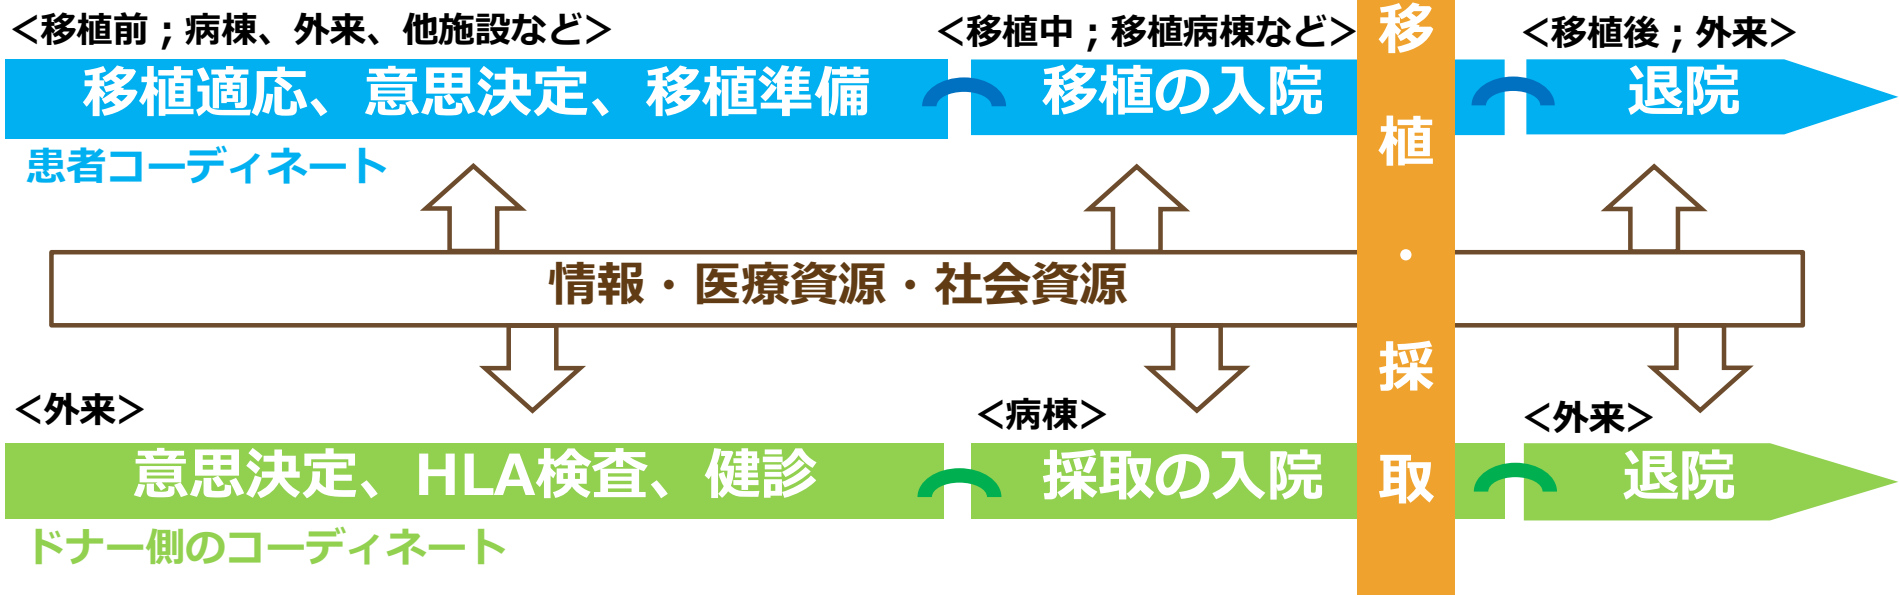 ＜移植前；病棟、外来、他施設など＞
＜移植中；移植病棟など＞
＜移植後；外来＞
移植適応、意思決定、移植準備
移植の入院
退院
患者コーディネート
移植・採取
情報・医療資源・社会資源
＜外来＞
＜病棟＞
＜外来＞
意思決定、HLA検査、健診
採取の入院
退院
ドナー側のコーディネート